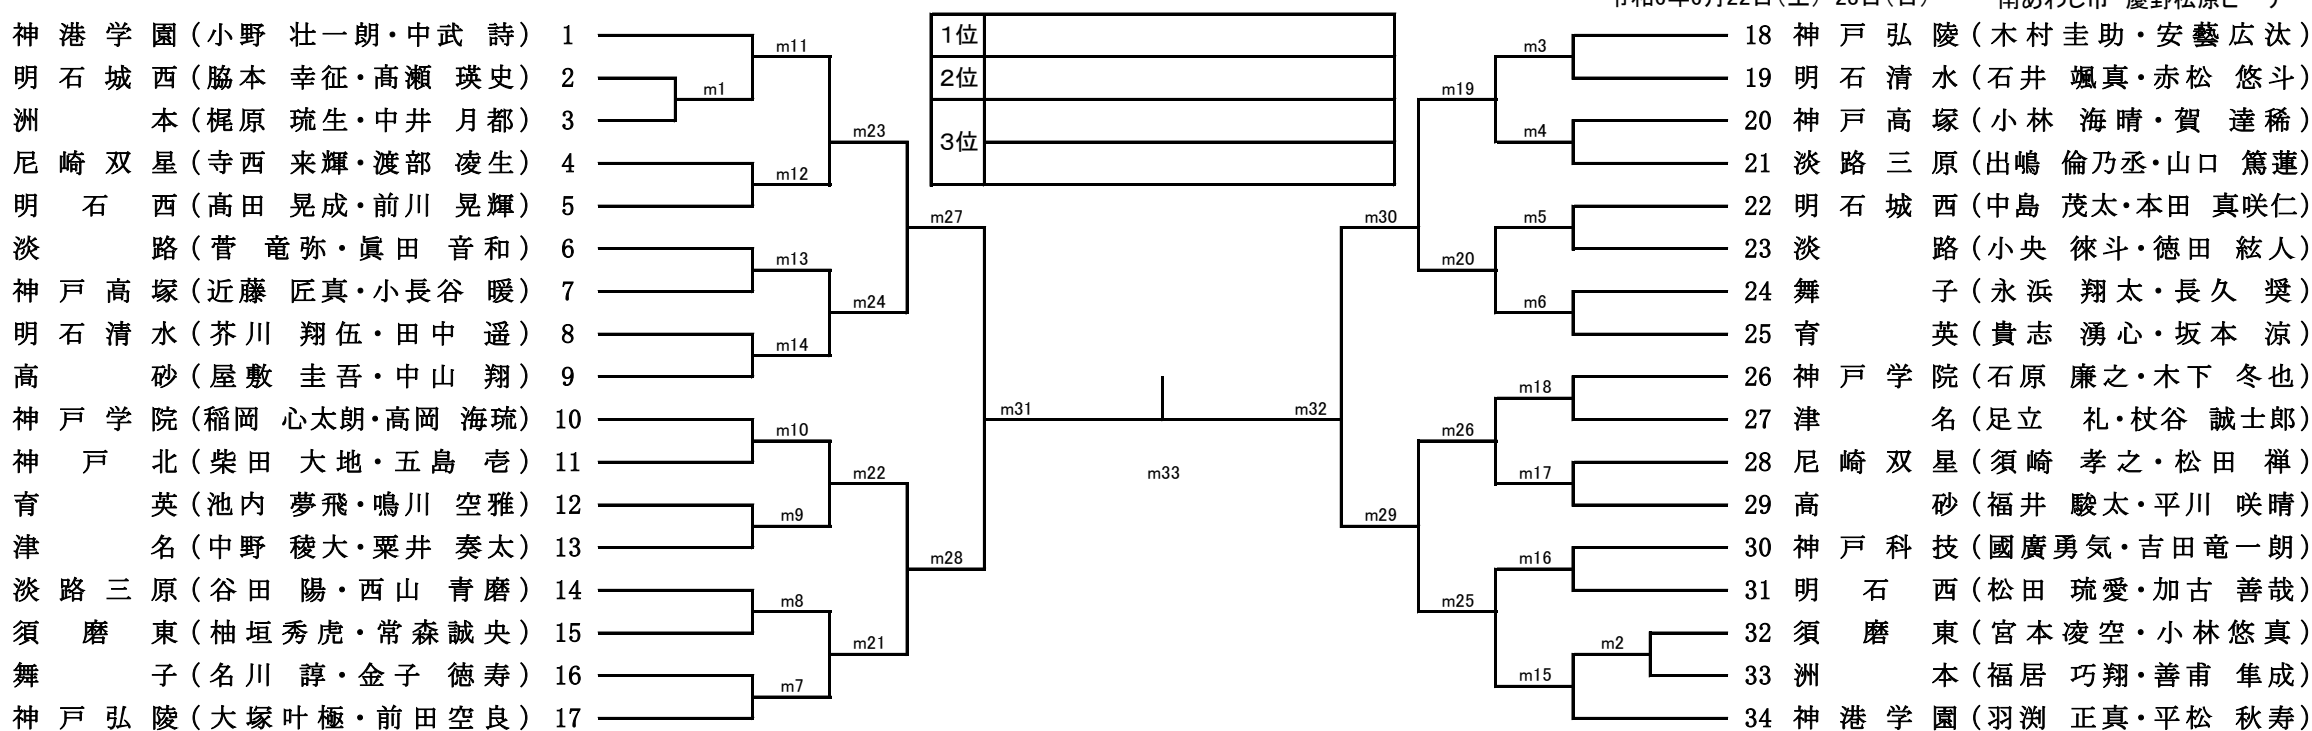 神港学園(小野 壮一朗・中武 詩) 1
明石城西(脇本 幸征・髙瀬 瑛史) 2
洲本(梶原 琉生・中井 月都) 3
尼崎双星(寺西 来輝・渡部 凌生) 4
明石西(髙田 晃成・前川 晃輝) 5
淡路(菅 竜弥・眞田 音和) 6
神戸高塚(近藤 匠真・小長谷 暖) 7
明石清水(芥川 翔伍・田中 遥) 8
高砂(屋敷 圭吾・中山 翔) 9
神戸学院(稲岡 心太朗・高岡 海琉) 10
神戸北(柴田 大地・五島 壱) 11
育英(池内 夢飛・鳴川 空雅) 12
津名(中野 稜大・粟井 奏太) 13
淡路三原(谷田 陽・西山 青磨) 14
須磨東(柚垣秀虎・常森誠央) 15
舞子(名川 諄・金子 徳寿) 16
神戸弘陵(大塚叶極・前田空良) 17
m1
m11
m12
m13
m14
m10
m9
m8
m7
m23
m24
m22
m21
m27
m28
m31
1位
2位
3位
m33
m32
m30
m29
m19
m20
m26
m25
m3
m4
m5
m6
m18
m17
m16
m15
m2
18 神戸弘陵(木村圭助・安藝広汰)
19 明石清水(石井 颯真・赤松 悠斗)
20 神戸高塚(小林 海晴・賀 達稀)
21 淡路三原(出嶋 倫乃丞・山口 篤蓮)
22 明石城西(中島 茂太・本田 真咲仁)
23 淡路(小央 徠斗・徳田 絃人)
24 舞子(永浜 翔太・長久 奨)
25 育英(貴志 湧心・坂本 涼)
26 神戸学院(石原 廉之・木下 冬也)
27 津名(足立 礼・杖谷 誠士郎)
28 尼崎双星(須崎 孝之・松田 禅)
29 高砂(福井 駿太・平川 咲晴)
30 神戸科技(國廣勇気・吉田竜一朗)
31 明石西(松田 琉愛・加古 善哉)
32 須磨東(宮本凌空・小林悠真)
33 洲本(福居 巧翔・善甫 隼成)
34 神港学園(羽渕 正真・平松 秋寿)